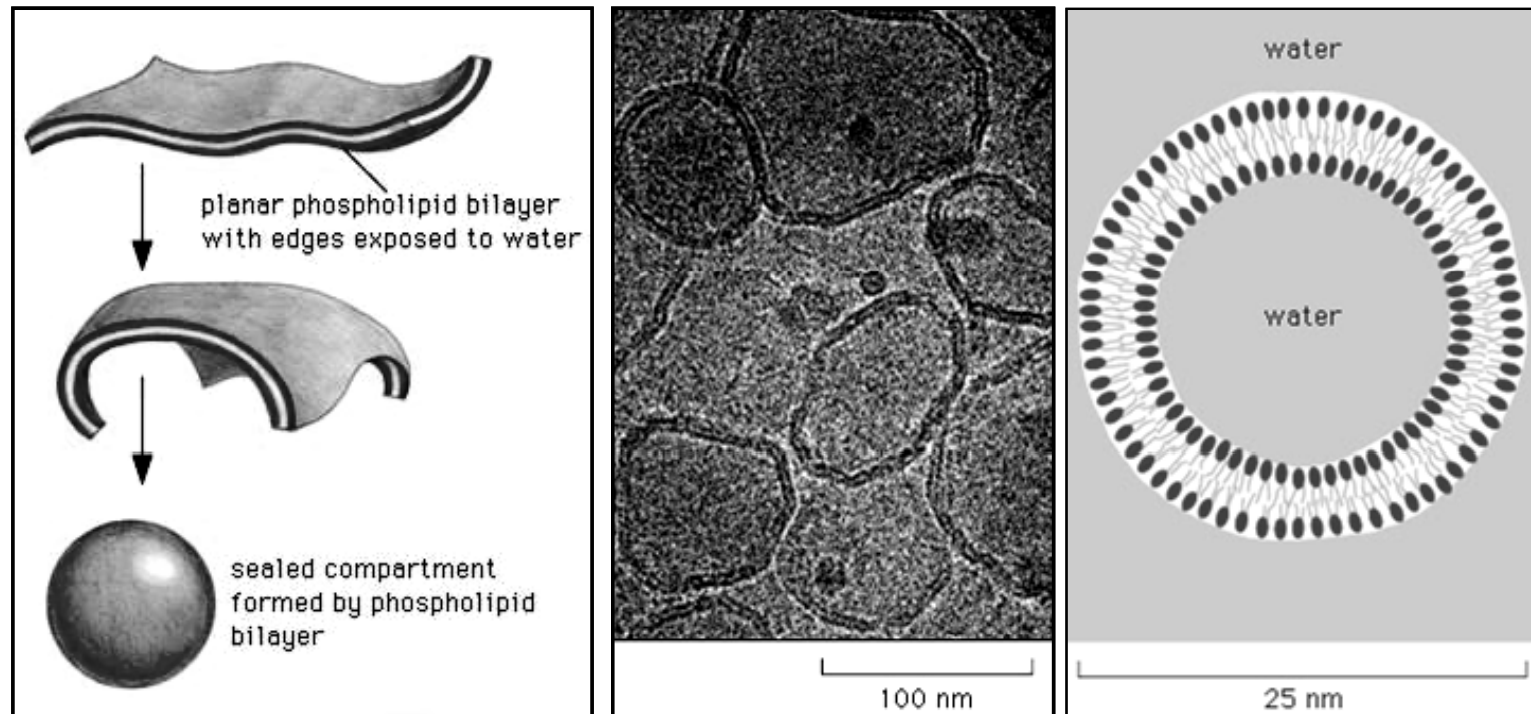 planar phospholipid bilayer
with edges exposed to water
sealed compartment
formed by phospholipid
bilayer
100 nm
water
water
25 nm